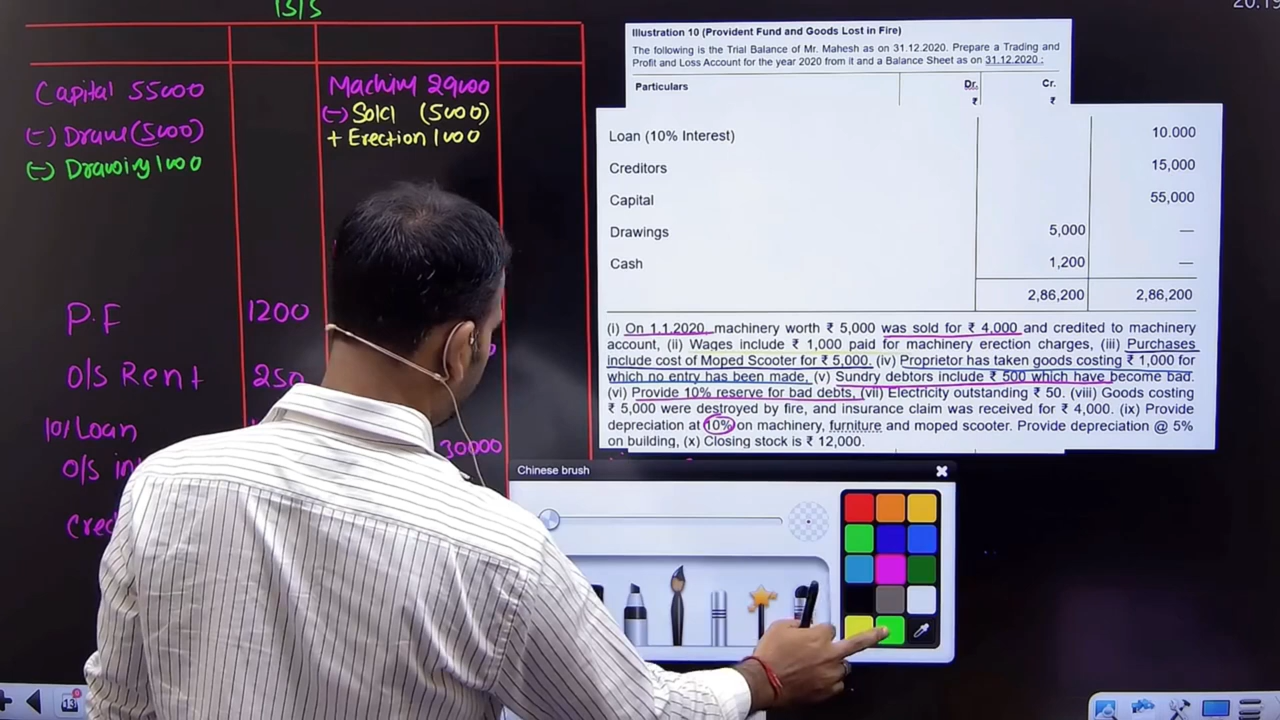 20:19
B/S
Capital 55000
(-) Draw (5000)
(-) Drawing 1000
P.F 1200
O/S Rent 250
10% Loan
O/S in
Cred
Machiny 29000
(-) Sold (5000)
+ Erection 1000
30000
Illustration 10 (Provident Fund and Goods Lost in Fire)
The following is the Trial Balance of Mr. Mahesh as on 31.12.2020. Prepare a Trading and
Profit and Loss Account for the year 2020 from it and a Balance Sheet as on 31.12.2020 :
Particulars Dr. Cr.
₹ ₹
Loan (10% Interest) 10.000
Creditors 15,000
Capital 55,000
Drawings 5,000 —
Cash 1,200 —
2,86,200 2,86,200
(i) On 1.1.2020, machinery worth ₹ 5,000 was sold for ₹ 4,000 and credited to machinery
account, (ii) Wages include ₹ 1,000 paid for machinery erection charges, (iii) Purchases
include cost of Moped Scooter for ₹ 5,000. (iv) Proprietor has taken goods costing ₹ 1,000 for
which no entry has been made, (v) Sundry debtors include ₹ 500 which have become bad.
(vi) Provide 10% reserve for bad debts, (vii) Electricity outstanding ₹ 50. (viii) Goods costing
₹ 5,000 were destroyed by fire, and insurance claim was received for ₹ 4,000. (ix) Provide
depreciation at 10% on machinery, furniture and moped scooter. Provide depreciation @ 5%
on building, (x) Closing stock is ₹ 12,000.
Chinese brush
13